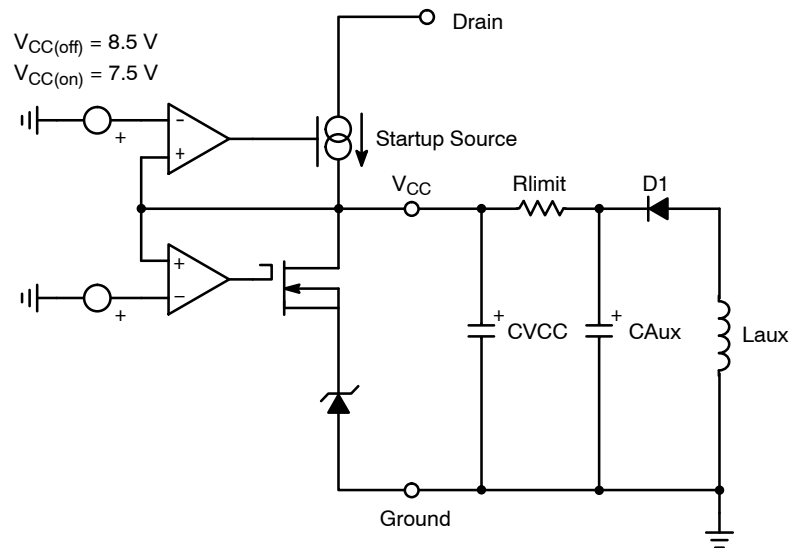 Drain
V_CC(off) = 8.5 V
V_CC(on) = 7.5 V
+
−
+
Startup Source
V_CC
Rlimit
D1
+
−
+
+
CVCC
+
CAux
Laux
Ground